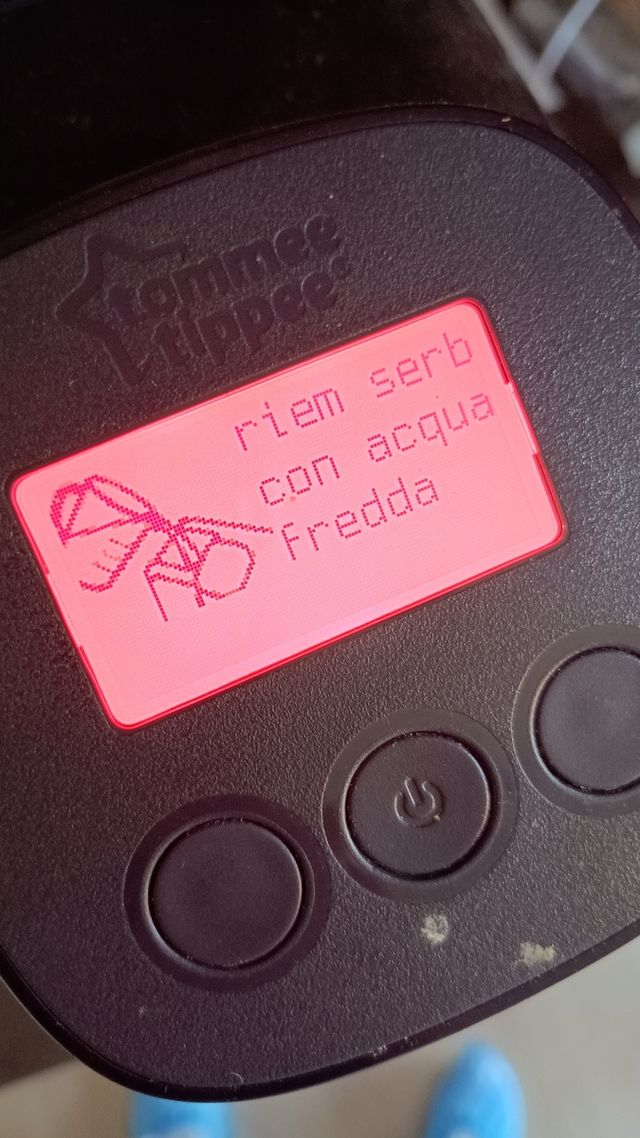 tommee
tippee
riem serb
con acqua
fredda